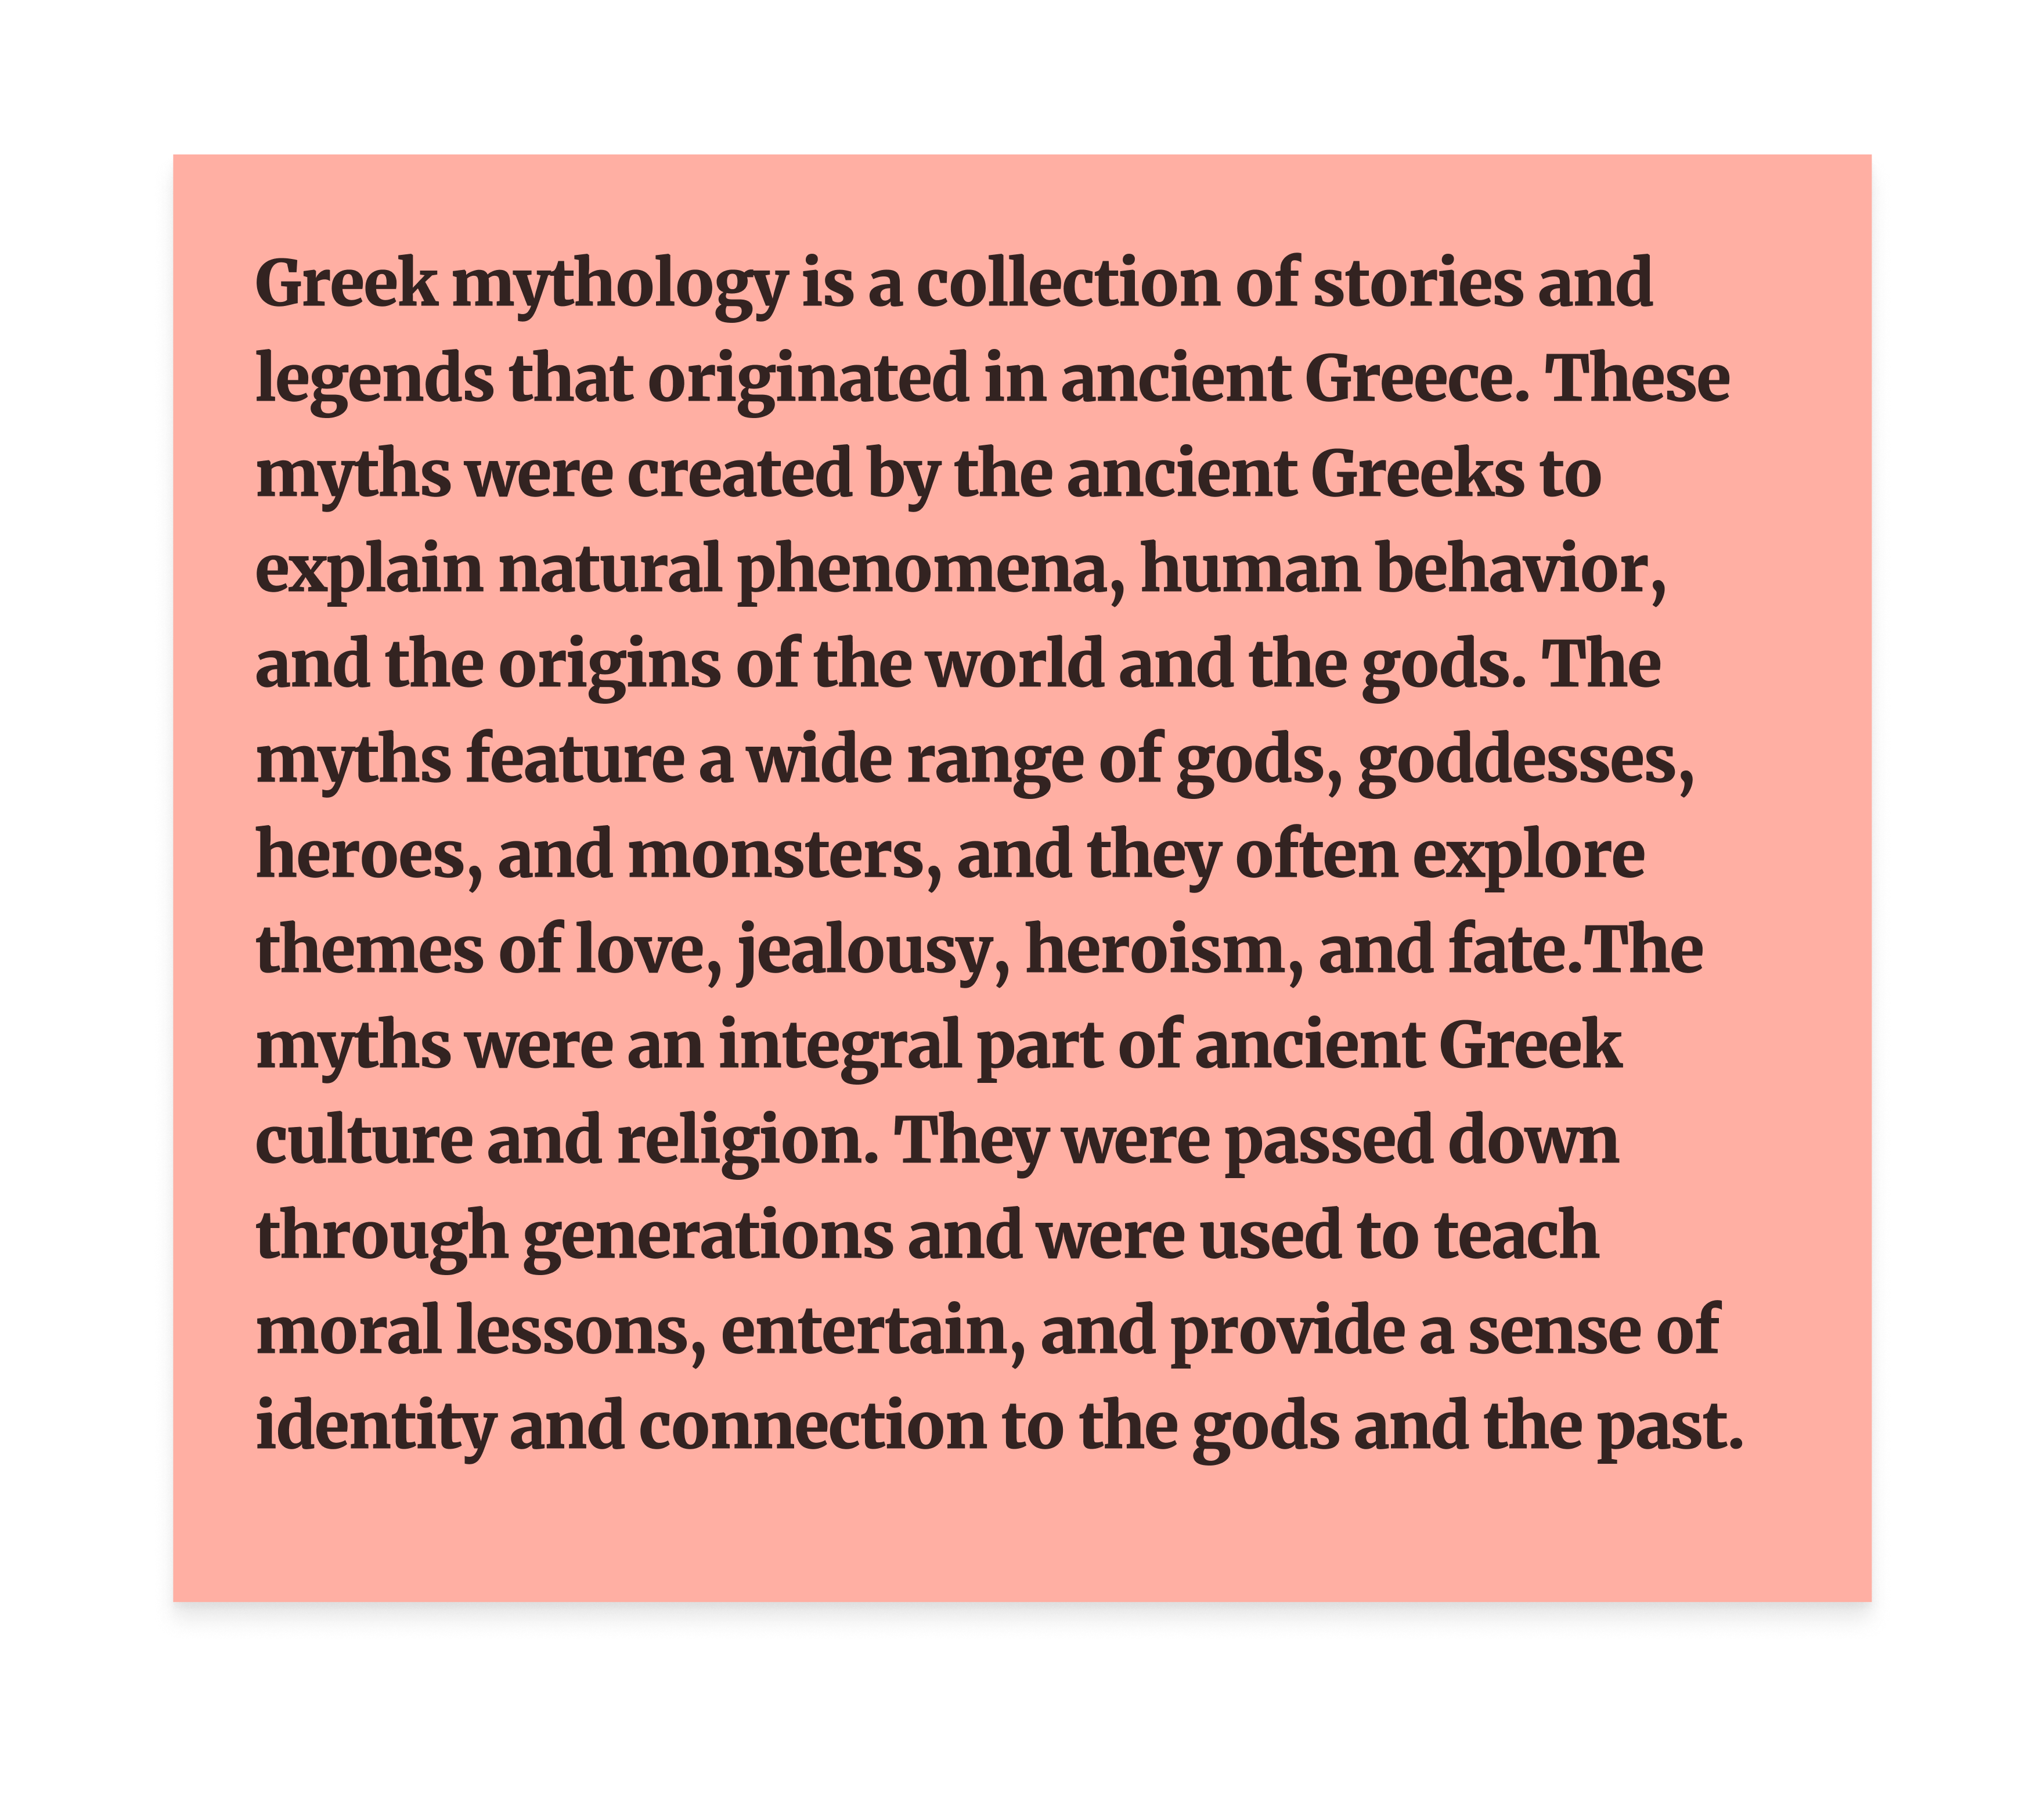 Greek mythology is a collection of stories and
legends that originated in ancient Greece. These
myths were created by the ancient Greeks to
explain natural phenomena, human behavior,
and the origins of the world and the gods. The
myths feature a wide range of gods, goddesses,
heroes, and monsters, and they often explore
themes of love, jealousy, heroism, and fate.The
myths were an integral part of ancient Greek
culture and religion. They were passed down
through generations and were used to teach
moral lessons, entertain, and provide a sense of
identity and connection to the gods and the past.